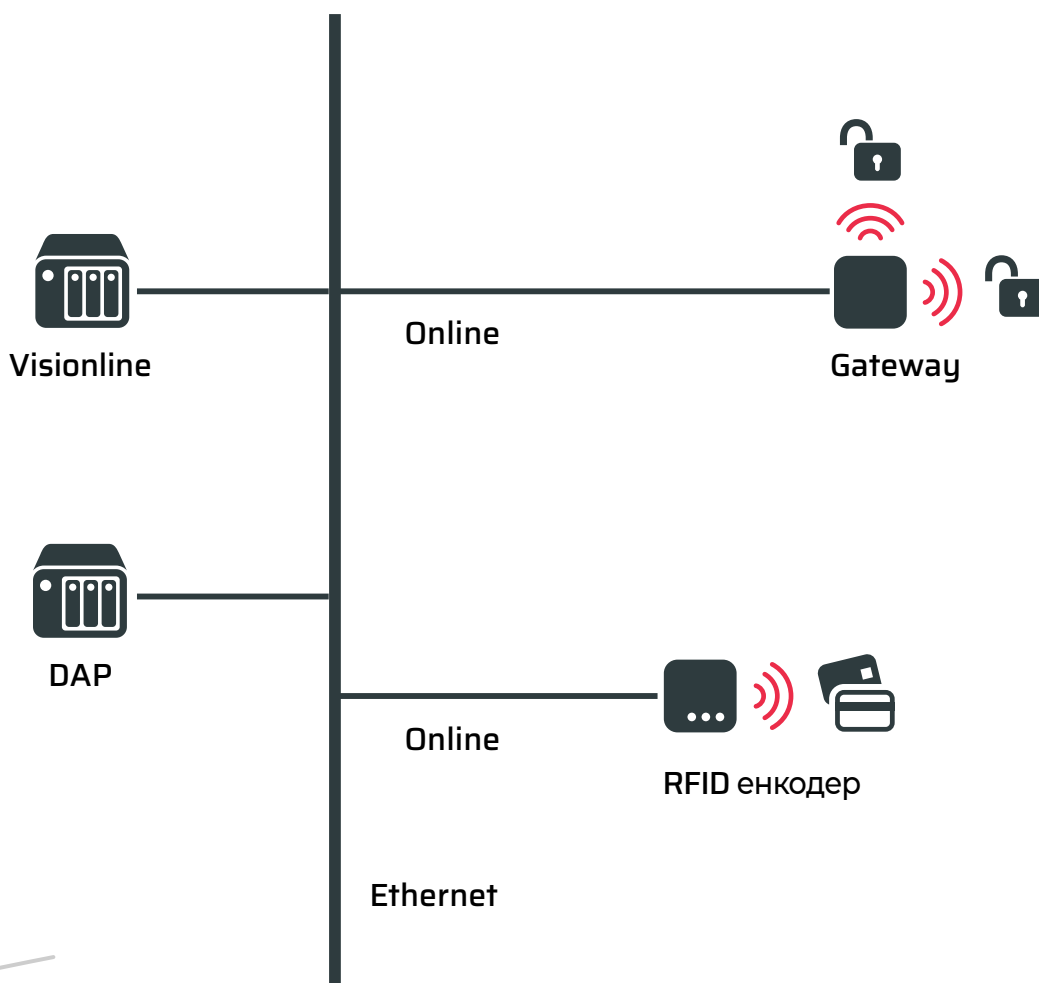 Visionline
Online
Gateway
DAP
Online
RFID енкодер
Ethernet